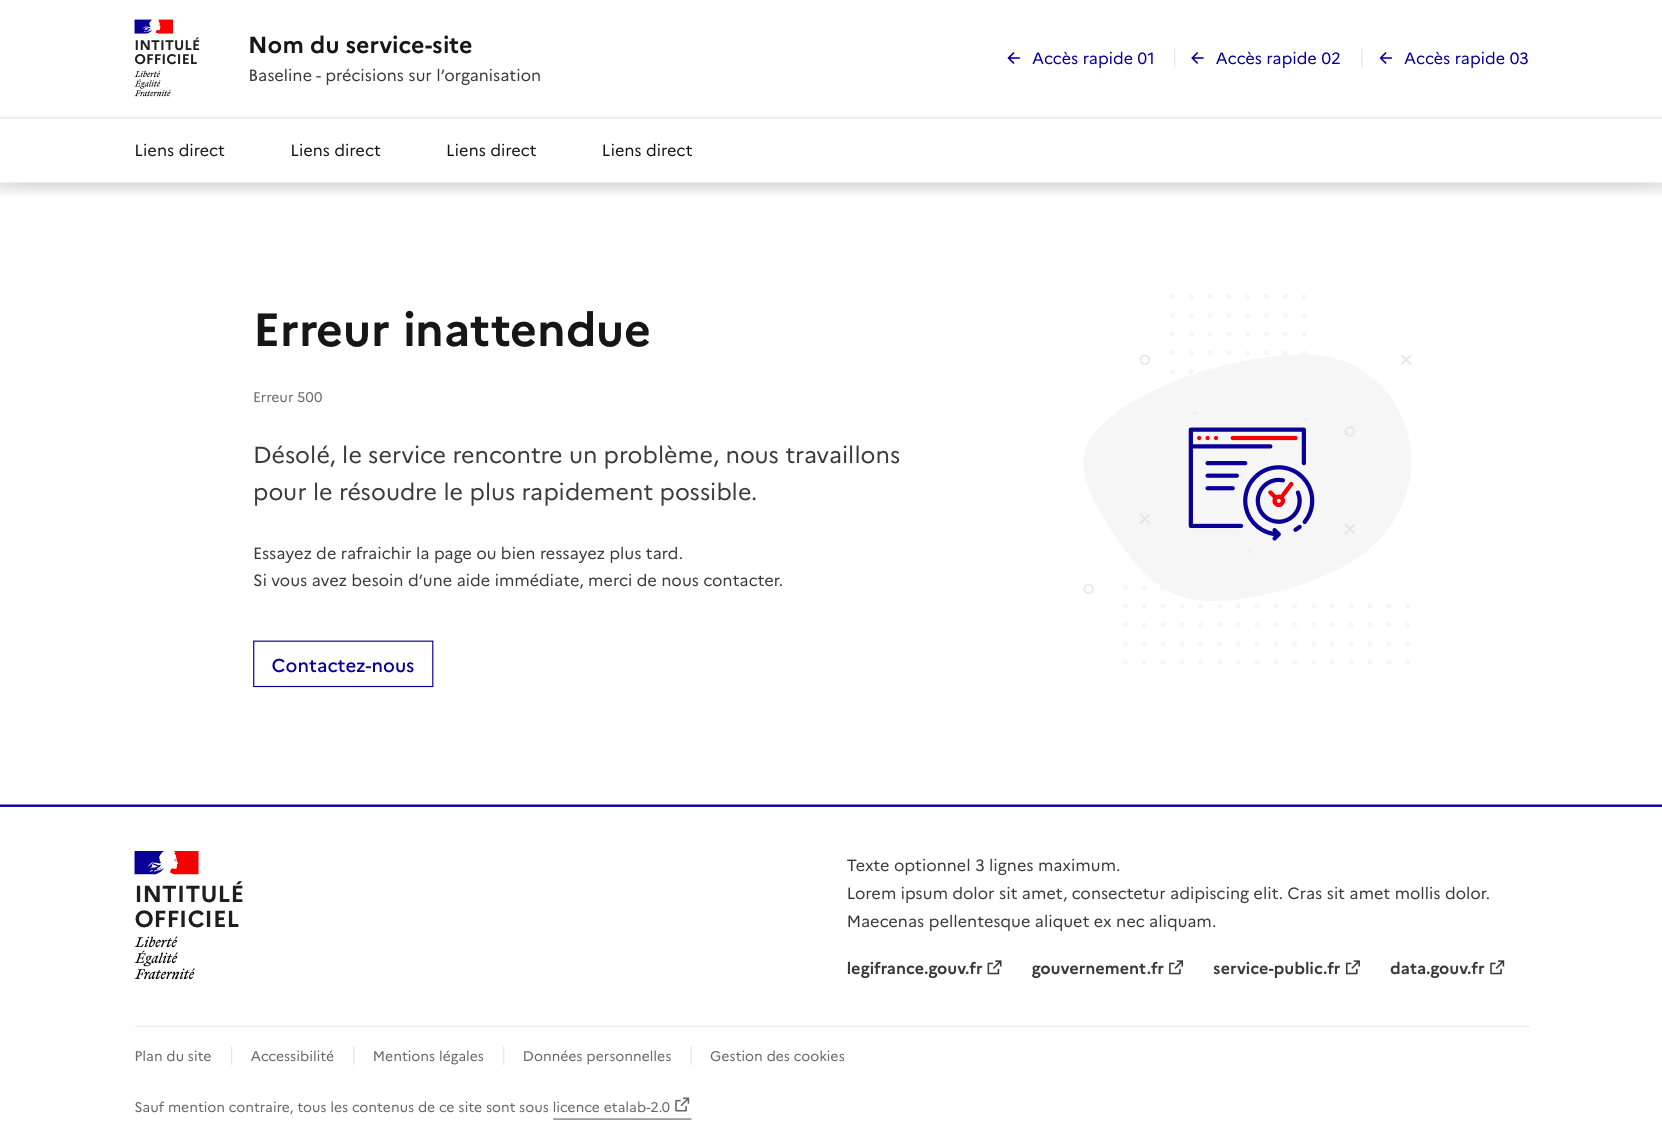 INTITULÉ
OFFICIEL
Liberté
Égalité
Fraternité
Nom du service-site
Baseline - précisions sur l’organisation
Accès rapide 01
Accès rapide 02
Accès rapide 03
Liens direct
Liens direct
Liens direct
Liens direct
Erreur inattendue
Erreur 500
Désolé, le service rencontre un problème, nous travaillons
pour le résoudre le plus rapidement possible.
Essayez de rafraichir la page ou bien ressayez plus tard.
Si vous avez besoin d’une aide immédiate, merci de nous contacter.
Contactez-nous
INTITULÉ
OFFICIEL
Liberté
Égalité
Fraternité
Texte optionnel 3 lignes maximum.
Lorem ipsum dolor sit amet, consectetur adipiscing elit. Cras sit amet mollis dolor.
Maecenas pellentesque aliquet ex nec aliquam.
legifrance.gouv.fr
gouvernement.fr
service-public.fr
data.gouv.fr
Plan du site
Accessibilité
Mentions légales
Données personnelles
Gestion des cookies
Sauf mention contraire, tous les contenus de ce site sont sous licence etalab-2.0